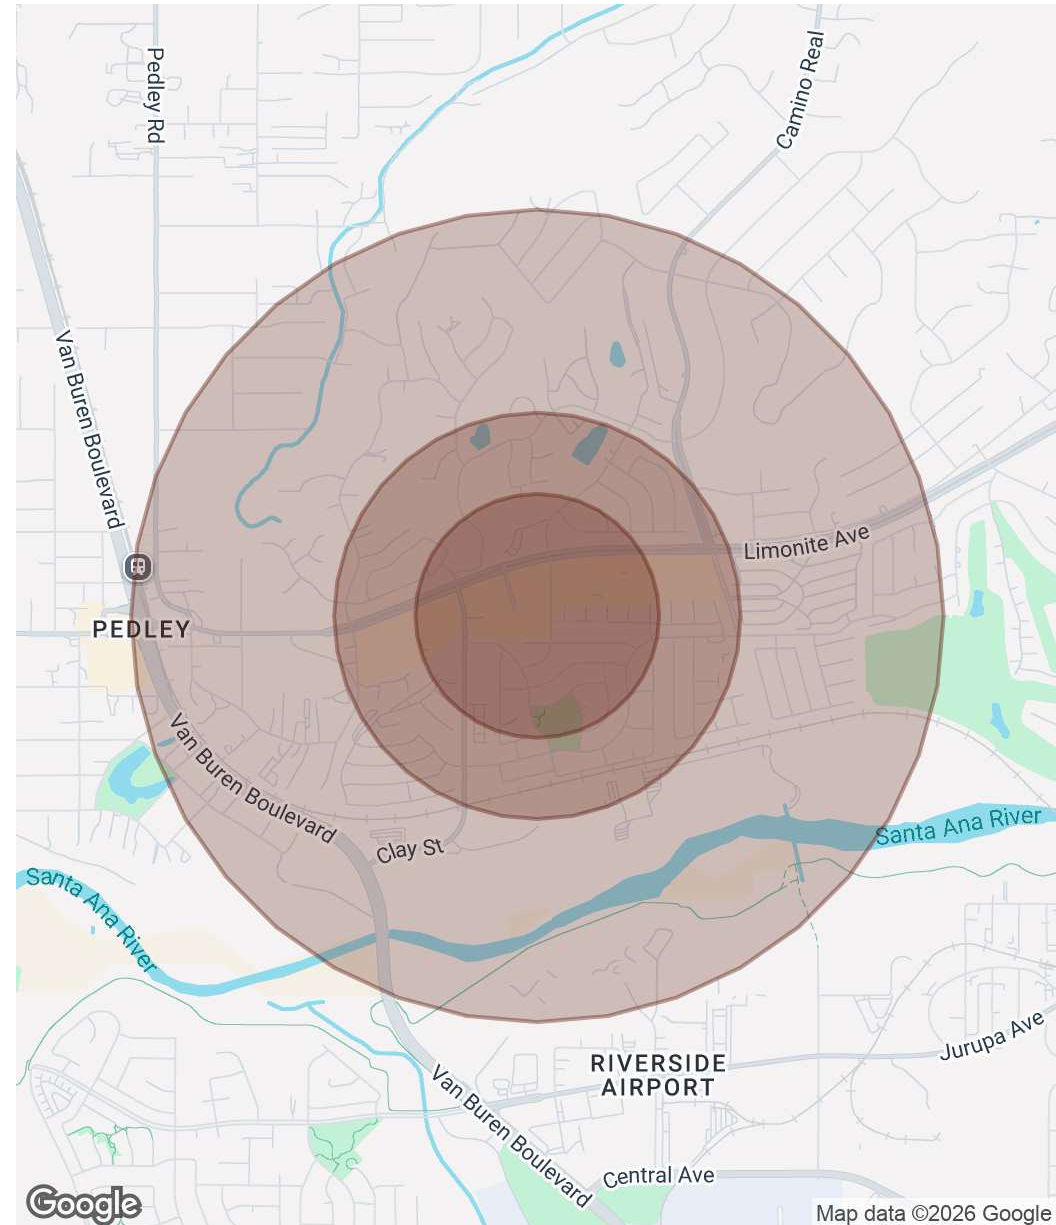 Pedley Rd
Camino Real
Van Buren Boulevard
Limonite Ave
PEDLEY
Van Buren Boulevard
Clay St
Santa Ana River
Santa Ana River
Jurupa Ave
RIVERSIDE
AIRPORT
Van Buren Boulevard
Central Ave
Google
Map data ©2026 Google